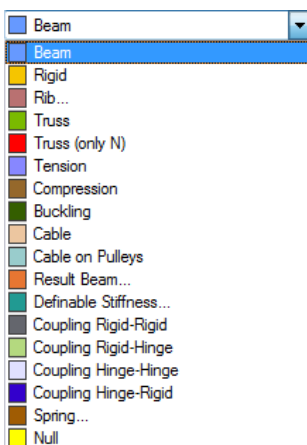 Beam
Beam
Rigid
Rib...
Truss
Truss (only N)
Tension
Compression
Buckling
Cable
Cable on Pulleys
Result Beam...
Definable Stiffness...
Coupling Rigid-Rigid
Coupling Rigid-Hinge
Coupling Hinge-Hinge
Coupling Hinge-Rigid
Spring...
Null